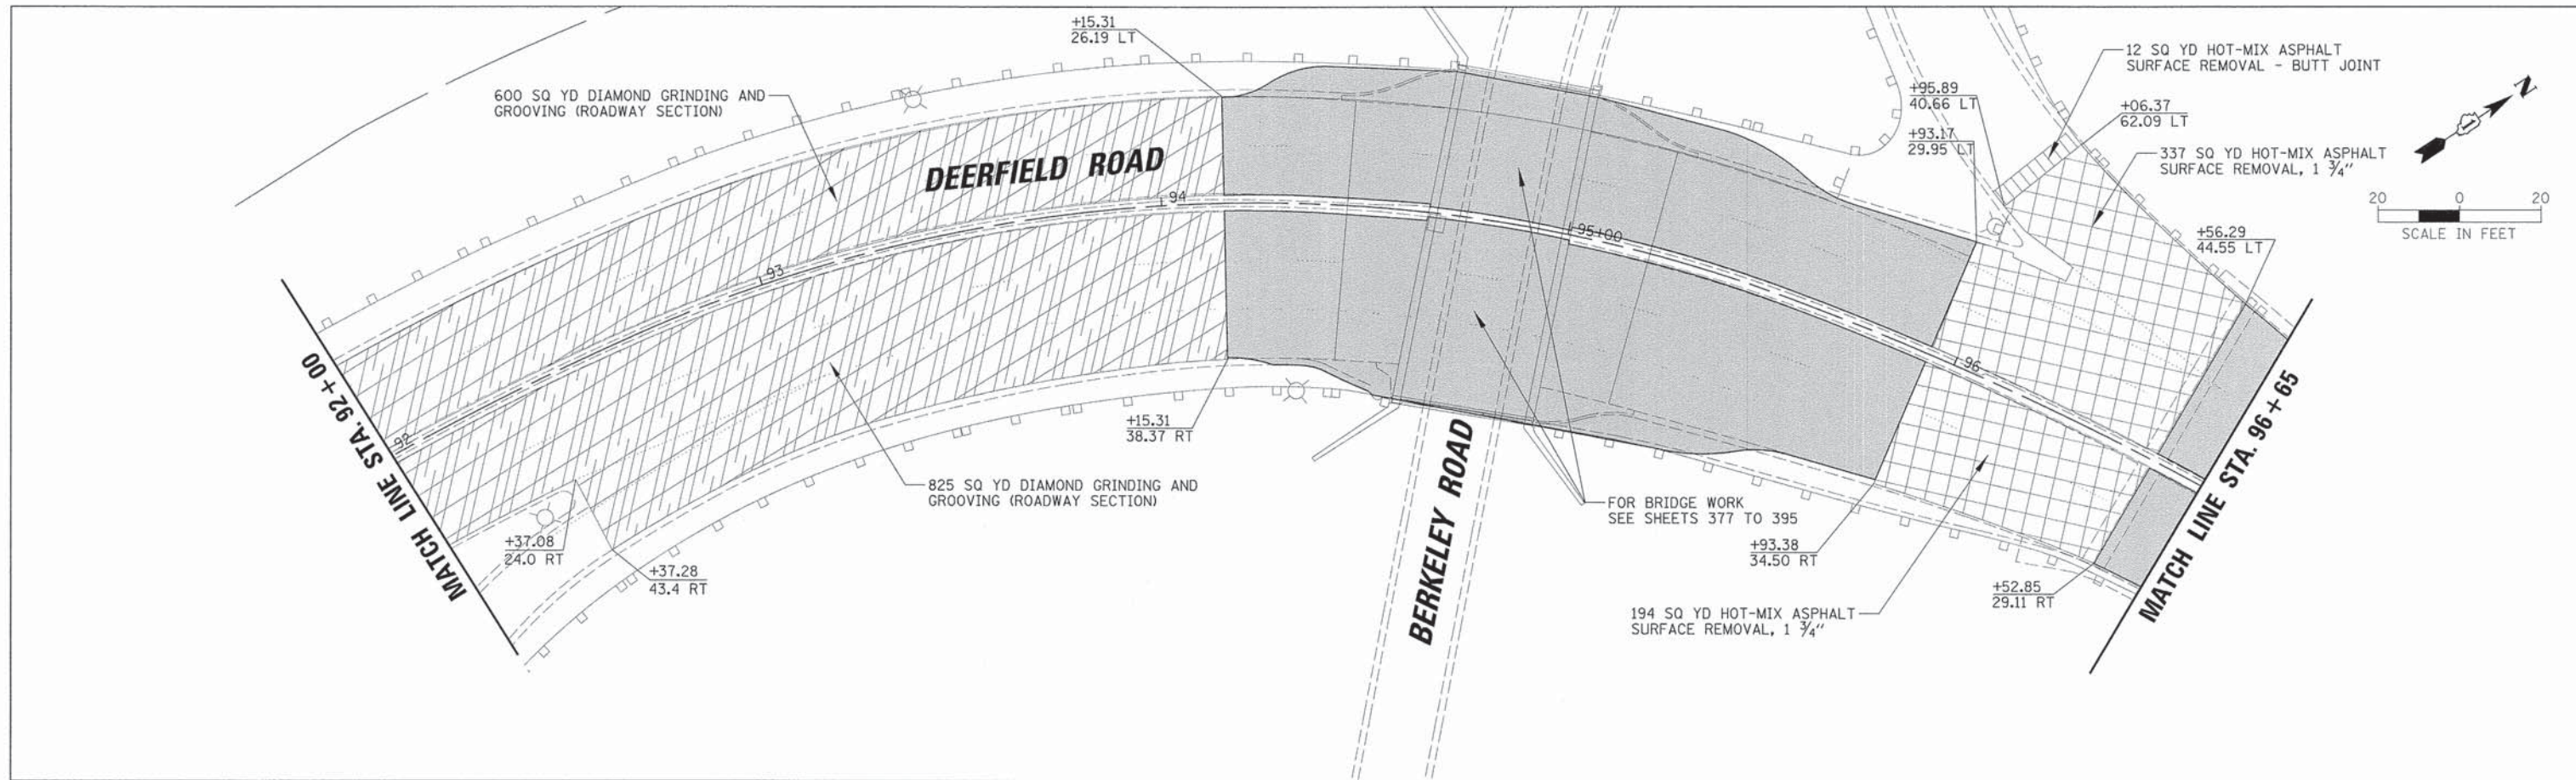 +15.31
26.19 LT
600 SQ YD DIAMOND GRINDING AND
GROOVING (ROADWAY SECTION)
DEERFIELD ROAD
12 SQ YD HOT-MIX ASPHALT
SURFACE REMOVAL - BUTT JOINT
+95.89
40.66 LT
+06.37
62.09 LT
+93.17
29.95 LT
337 SQ YD HOT-MIX ASPHALT
SURFACE REMOVAL, 1 ¾"
N
20 0 20
SCALE IN FEET
+56.29
44.55 LT
92
93
94
95+00
96
MATCH LINE STA. 92+00
+37.08
24.0 RT
+37.28
43.4 RT
825 SQ YD DIAMOND GRINDING AND
GROOVING (ROADWAY SECTION)
+15.31
38.37 RT
BERKELEY ROAD
FOR BRIDGE WORK
SEE SHEETS 377 TO 395
+93.38
34.50 RT
194 SQ YD HOT-MIX ASPHALT
SURFACE REMOVAL, 1 ¾"
+52.85
29.11 RT
MATCH LINE STA. 96+65